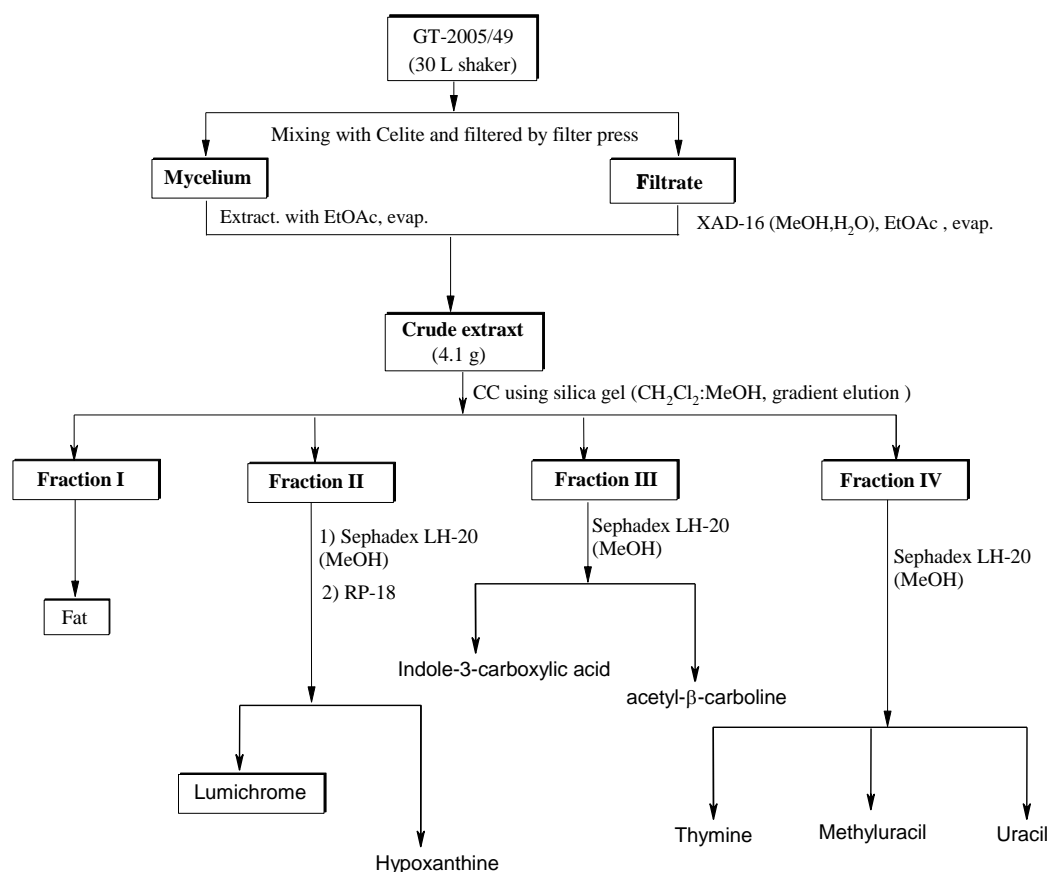 GT-2005/49
(30 L shaker)
Mixing with Celite and filtered by filter press
Mycelium
Filtrate
Extract. with EtOAc, evap.
XAD-16 (MeOH,H₂O), EtOAc , evap.
Crude extraxt
(4.1 g)
CC using silica gel (CH₂Cl₂:MeOH, gradient elution )
Fraction I
Fraction II
Fraction III
Fraction IV
1) Sephadex LH-20
(MeOH)
2) RP-18
Sephadex LH-20
(MeOH)
Sephadex LH-20
(MeOH)
Fat
Indole-3-carboxylic acid
acetyl-β-carboline
Lumichrome
Hypoxanthine
Thymine
Methyluracil
Uracil